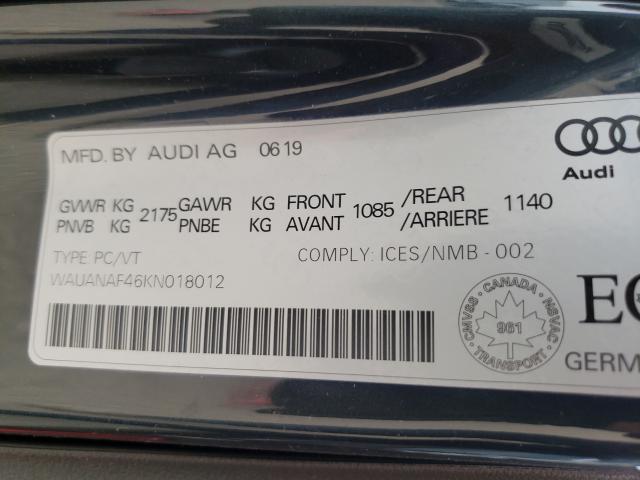 MFD. BY AUDI AG 0619
Audi
GVWR KG 2175 GAWR KG FRONT 1085 /REAR 1140
PNVB KG PNBE KG AVANT /ARRIERE
TYPE: PC/VT COMPLY: ICES/NMB - 002
WAUANAF46KN018012
CANADA
CMVSS NSVAC
961
TRANSPORT